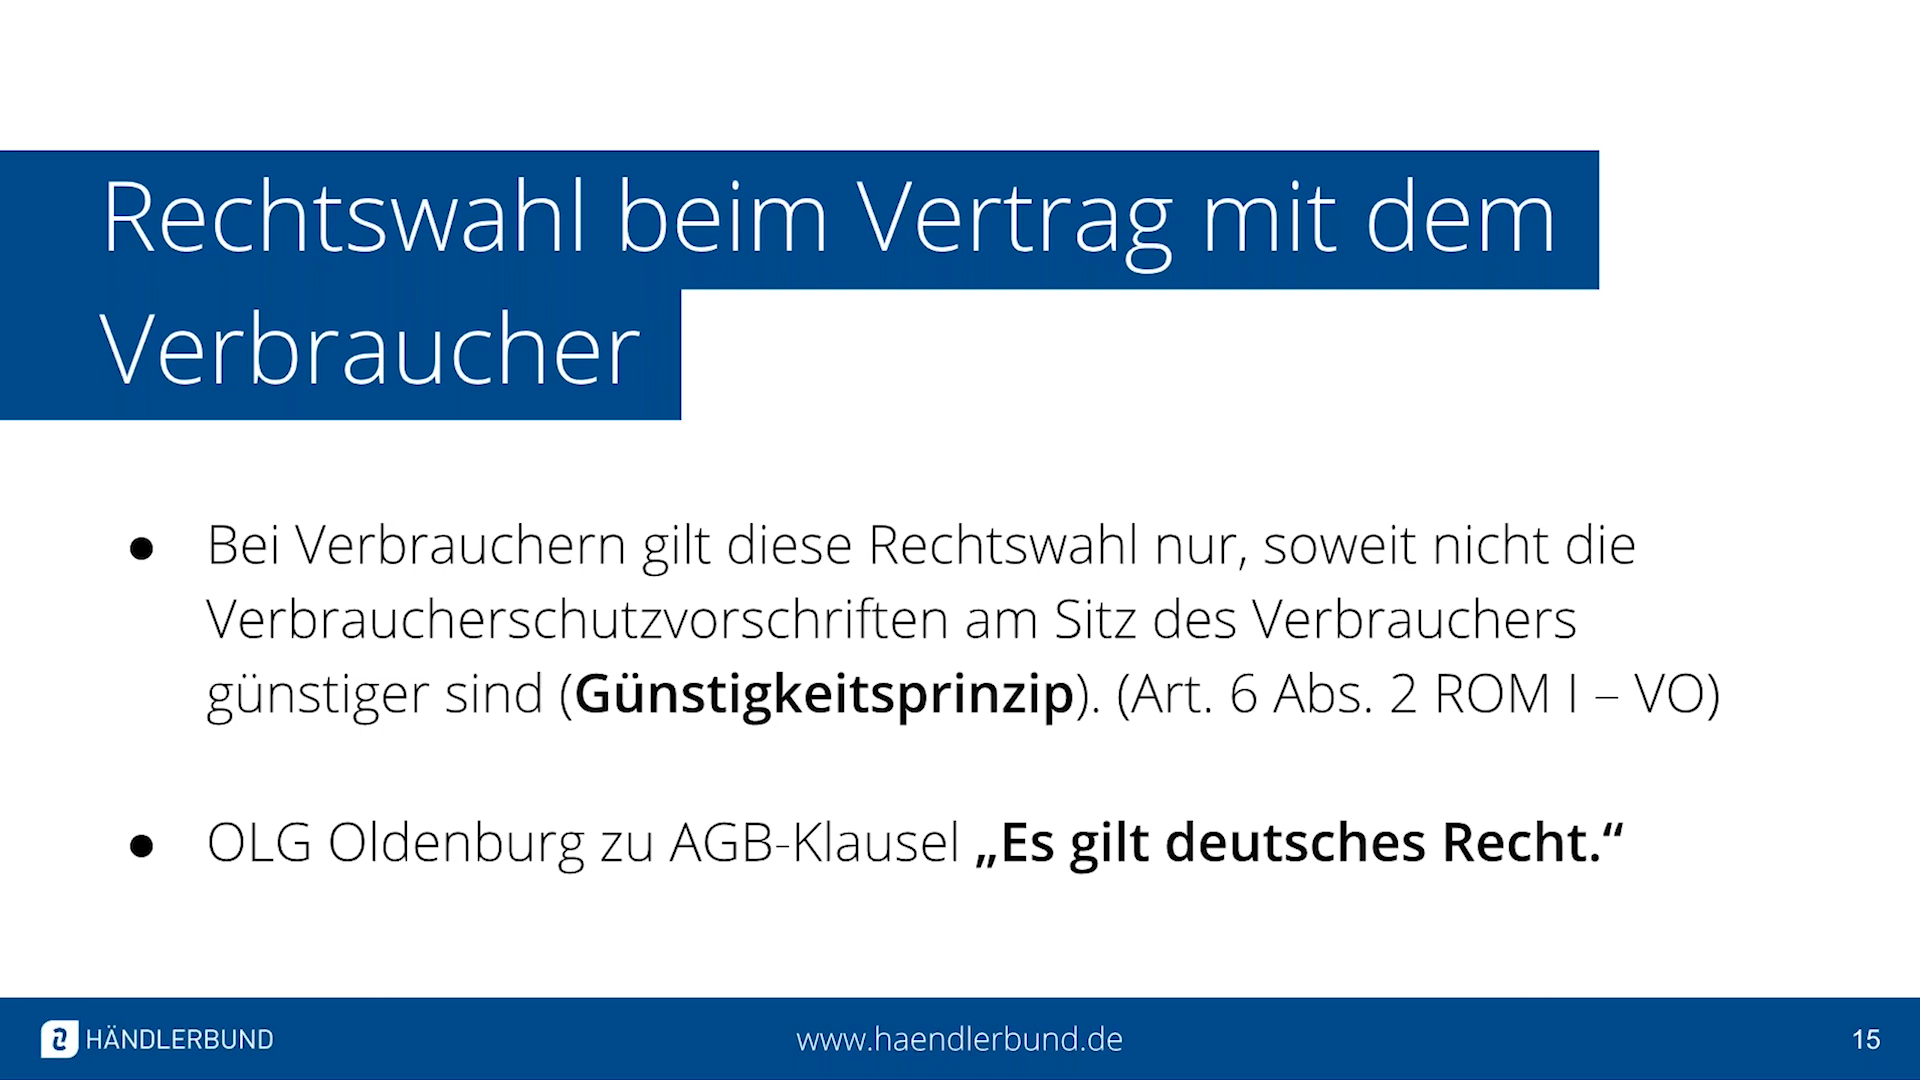 Rechtswahl beim Vertrag mit dem
Verbraucher
● Bei Verbrauchern gilt diese Rechtswahl nur, soweit nicht die
Verbraucherschutzvorschriften am Sitz des Verbrauchers
günstiger sind (Günstigkeitsprinzip). (Art. 6 Abs. 2 ROM I – VO)
● OLG Oldenburg zu AGB-Klausel „Es gilt deutsches Recht.“
HÄNDLERBUND
www.haendlerbund.de
15